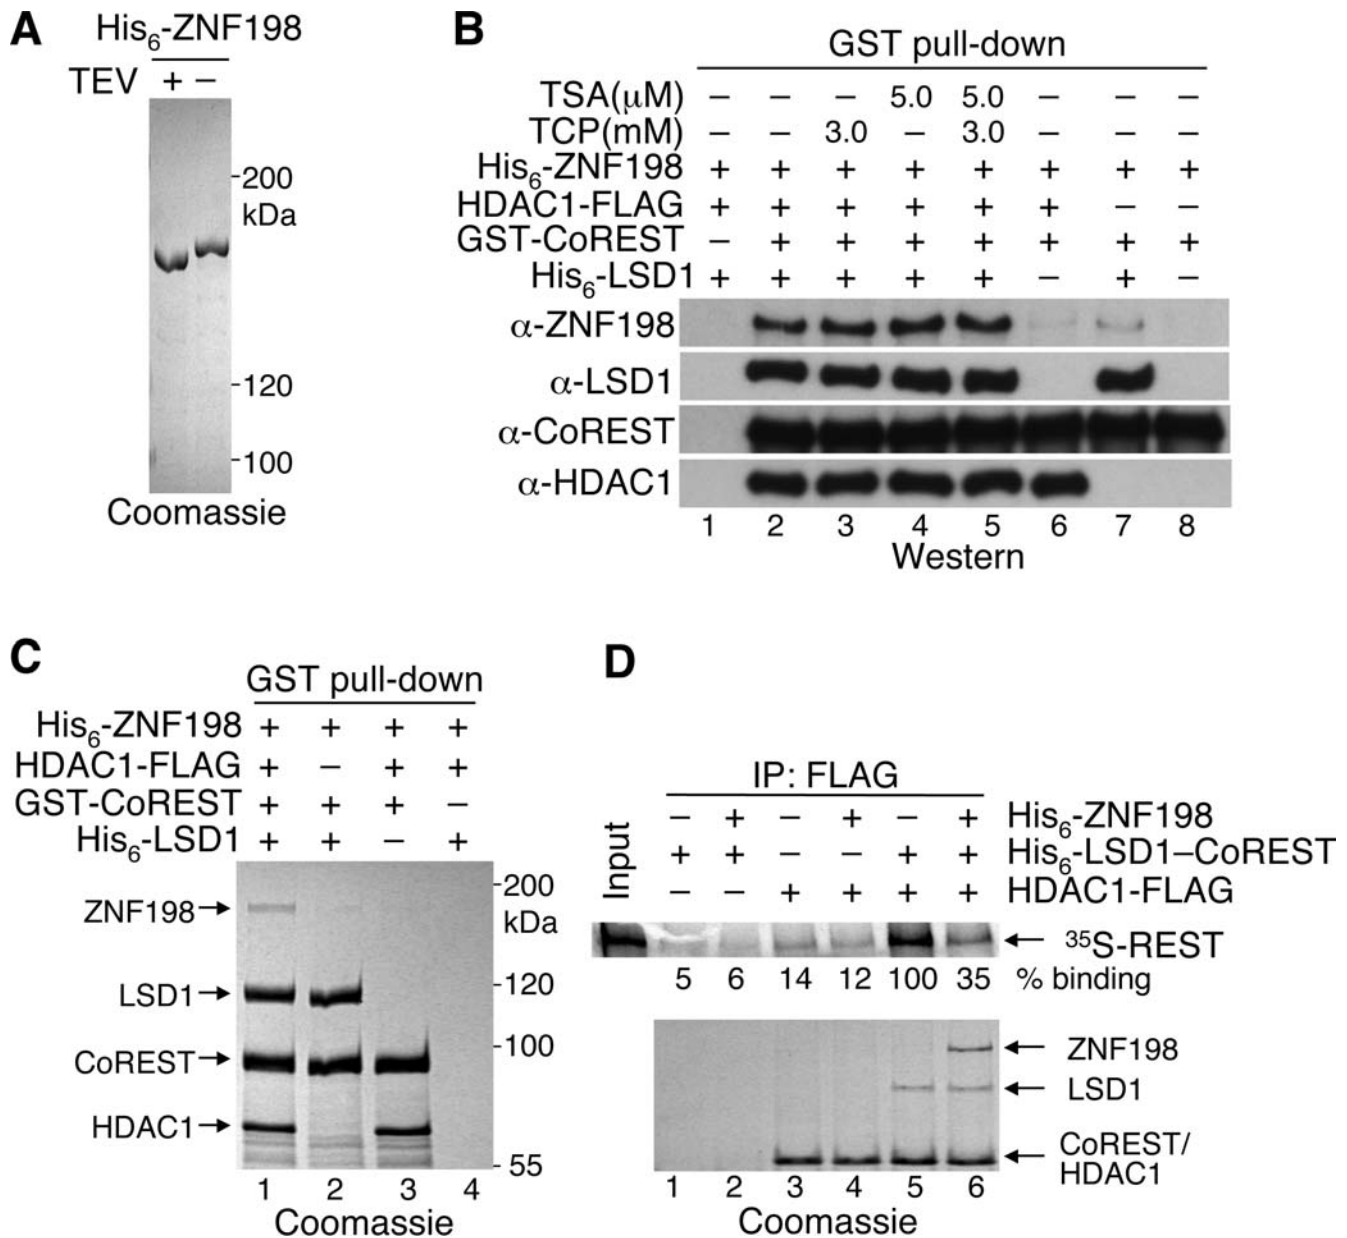 A
His6-ZNF198
TEV + −
200
kDa
120
100
Coomassie
B
GST pull-down
TSA(μM) − − − 5.0 5.0 − − −
TCP(mM) − − 3.0 − 3.0 − − −
His6-ZNF198 + + + + + + + +
HDAC1-FLAG + + + + + + − −
GST-CoREST − + + + + + + +
His6-LSD1 + + + + + − + −
α-ZNF198
α-LSD1
α-CoREST
α-HDAC1
1 2 3 4 5 6 7 8
Western
C
GST pull-down
His6-ZNF198 + + + +
HDAC1-FLAG + − + +
GST-CoREST + + + −
His6-LSD1 + + − +
200
kDa
ZNF198
LSD1
120
100
CoREST
HDAC1
55
1 2 3 4
Coomassie
D
IP: FLAG
Input
− + − + − + His6-ZNF198
+ + − − + + His6-LSD1–CoREST
− − + + + + HDAC1-FLAG
35S-REST
5 6 14 12 100 35 % binding
ZNF198
LSD1
CoREST/
HDAC1
1 2 3 4 5 6
Coomassie